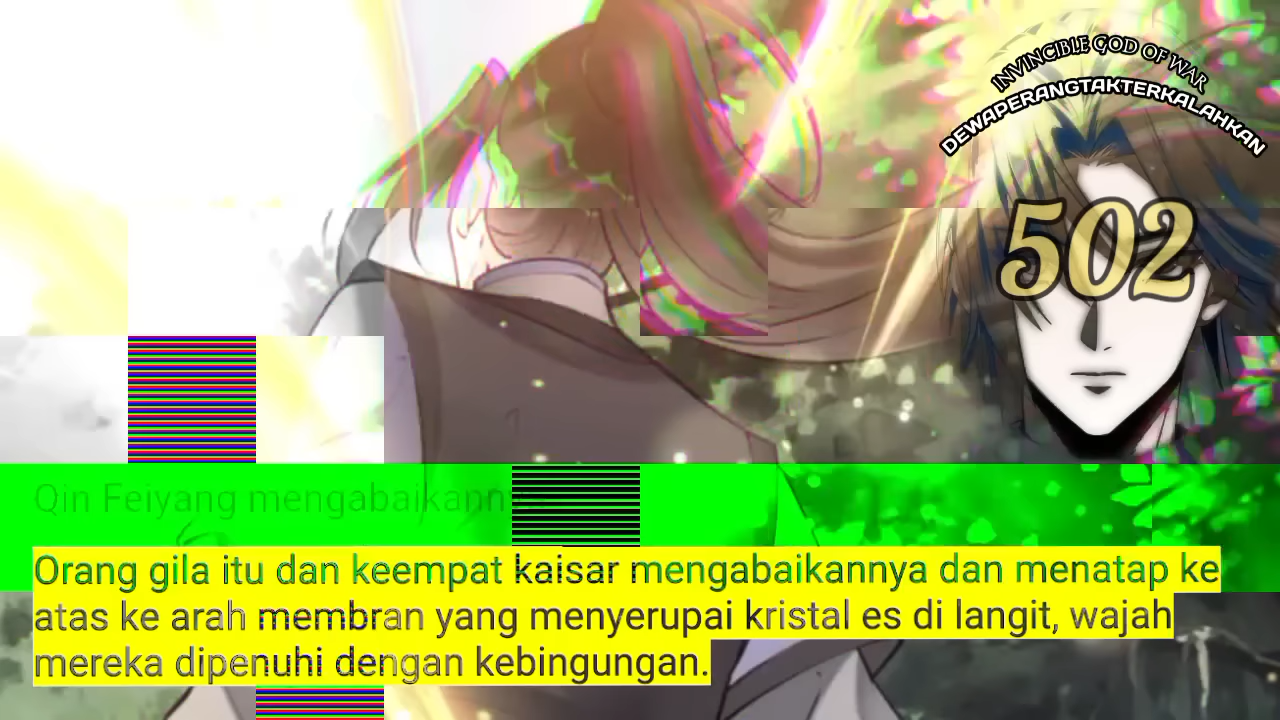 INVINCIBLE GOD OF WAR
DEWAPERANGTAKTERKALAHKAN
502
Qin Feiyang mengabaikannya.
Orang gila itu dan keempat kaisar mengabaikannya dan menatap ke
atas ke arah membran yang menyerupai kristal es di langit, wajah
mereka dipenuhi dengan kebingungan.